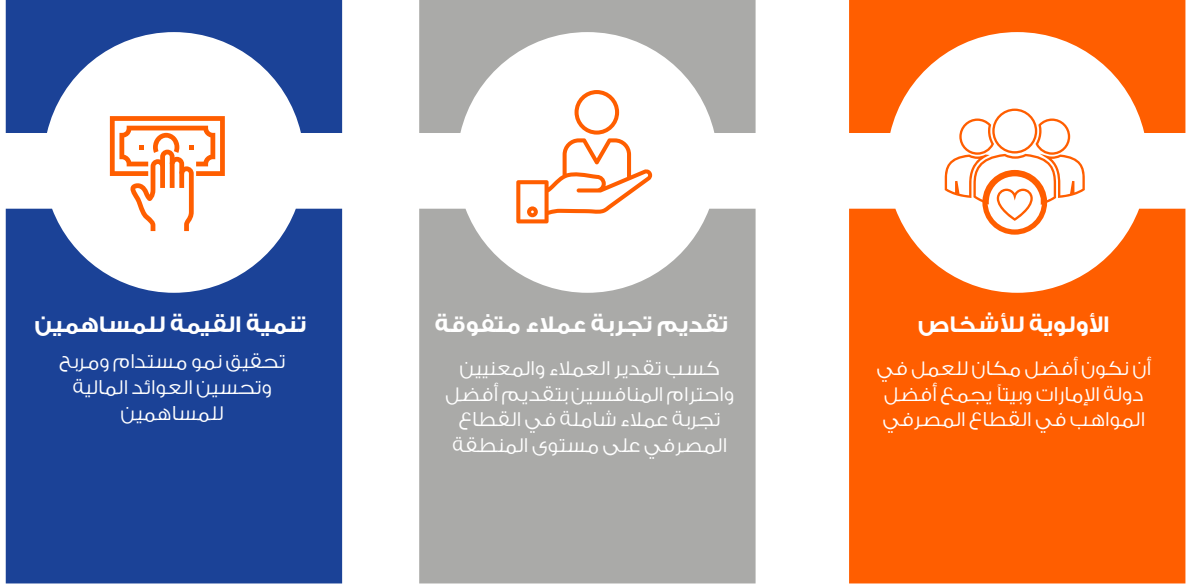 الأولوية للأشخاص
أن نكون أفضل مكان للعمل في
دولة الإمارات وبيتاً يجمع أفضل
المواهب في القطاع المصرفي
تقديم تجربة عملاء متفوقة
كسب تقدير العملاء والمعنيين
واحترام المنافسين بتقديم أفضل
تجربة عملاء شاملة في القطاع
المصرفي على مستوى المنطقة
تنمية القيمة للمساهمين
تحقيق نمو مستدام ومربح
وتحسين العوائد المالية
للمساهمين